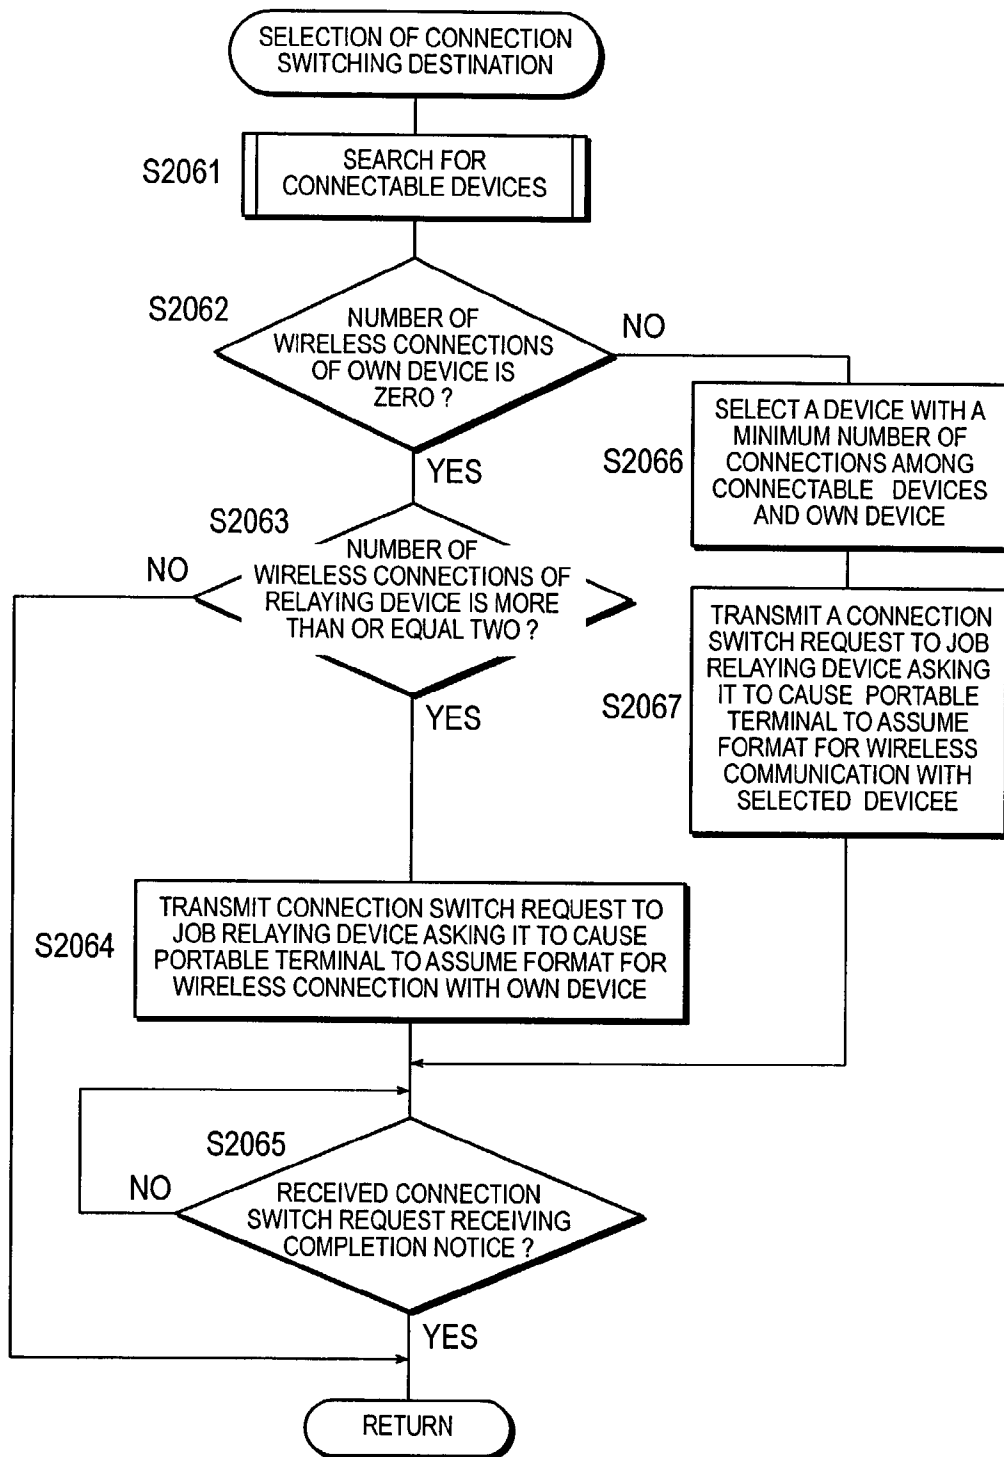 SELECTION OF CONNECTION
SWITCHING DESTINATION
S2061
SEARCH FOR
CONNECTABLE DEVICES
S2062
NUMBER OF
WIRELESS CONNECTIONS
OF OWN DEVICE IS
ZERO ?
NO
YES
S2066
SELECT A DEVICE WITH A
MINIMUM NUMBER OF
CONNECTIONS AMONG
CONNECTABLE DEVICES
AND OWN DEVICE
S2063
NUMBER OF
WIRELESS CONNECTIONS OF
RELAYING DEVICE IS MORE
THAN OR EQUAL TWO ?
NO
YES
S2067
TRANSMIT A CONNECTION
SWITCH REQUEST TO JOB
RELAYING DEVICE ASKING
IT TO CAUSE PORTABLE
TERMINAL TO ASSUME
FORMAT FOR WIRELESS
COMMUNICATION WITH
SELECTED DEVICEE
S2064
TRANSMIT CONNECTION SWITCH REQUEST TO
JOB RELAYING DEVICE ASKING IT TO CAUSE
PORTABLE TERMINAL TO ASSUME FORMAT FOR
WIRELESS CONNECTION WITH OWN DEVICE
S2065
NO
RECEIVED CONNECTION
SWITCH REQUEST RECEIVING
COMPLETION NOTICE ?
YES
RETURN